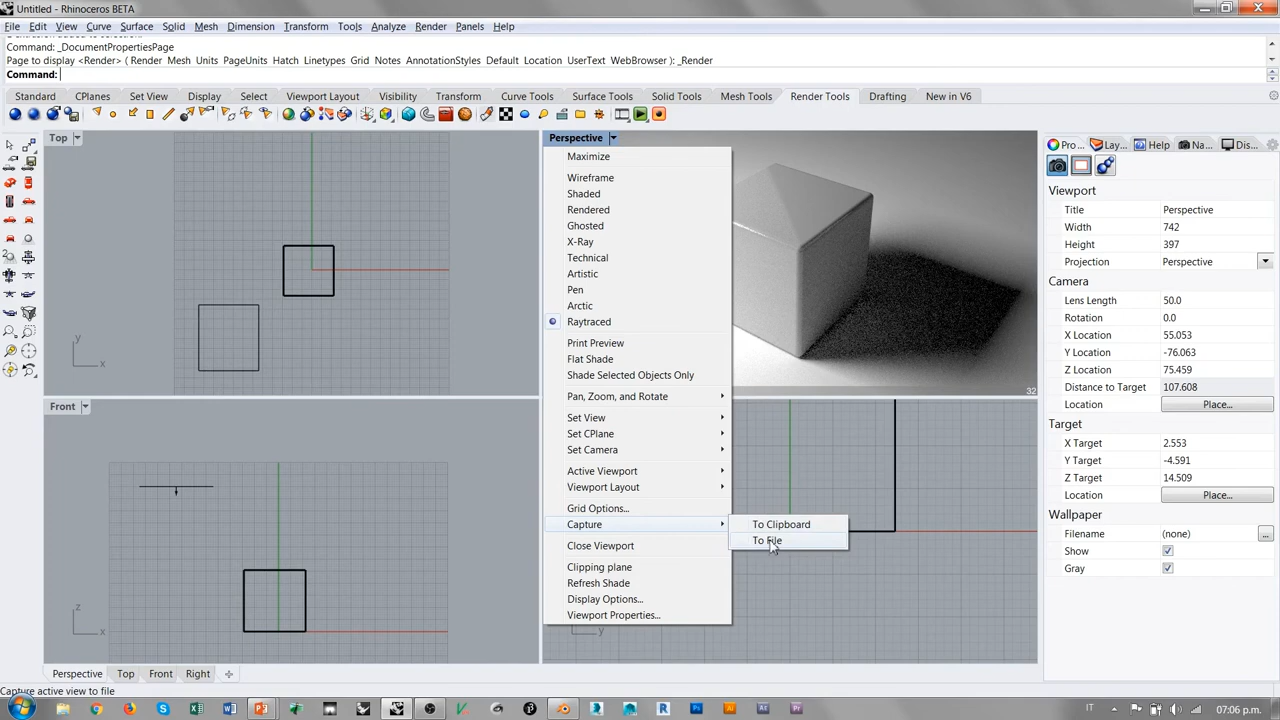 Untitled - Rhinoceros BETA
File Edit View Curve Surface Solid Mesh Dimension Transform Tools Analyze Render Panels Help
Command: _DocumentPropertiesPage
Page to display <Render> ( Render Mesh Units PageUnits Hatch Linetypes Grid Notes AnnotationStyles Default Location UserText WebBrowser ): _Render
Command:
Standard CPlanes Set View Display Select Viewport Layout Visibility Transform Curve Tools Surface Tools Solid Tools Mesh Tools Render Tools Drafting New in V6
Top
Perspective
Pro... Lay... Help Na... Dis...
Maximize
Wireframe
Shaded
Rendered
Ghosted
X-Ray
Technical
Artistic
Pen
Arctic
Raytraced
Print Preview
Flat Shade
Shade Selected Objects Only
Pan, Zoom, and Rotate
Set View
Set CPlane
Set Camera
Active Viewport
Viewport Layout
Grid Options...
Capture
Close Viewport
Clipping plane
Refresh Shade
Display Options...
Viewport Properties...
To Clipboard
To File
32
Viewport
Title Perspective
Width 742
Height 397
Projection Perspective
Camera
Lens Length 50.0
Rotation 0.0
X Location 55.053
Y Location -76.063
Z Location 75.459
Distance to Target 107.608
Location Place...
Target
X Target 2.553
Y Target -4.591
Z Target 14.509
Location Place...
Wallpaper
Filename (none) ...
Show
Gray
y
x
Front
z
x
y
Perspective Top Front Right
Capture active view to file
IT 07:06 p.m.